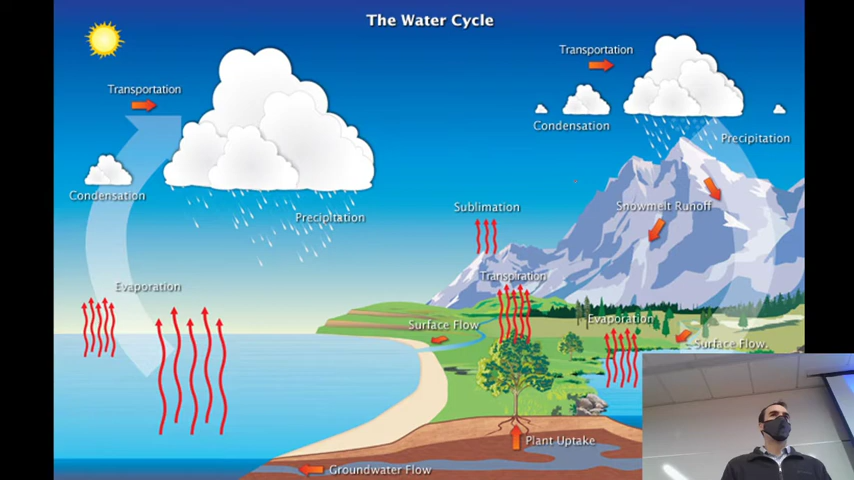 The Water Cycle
Transportation
Transportation
Condensation
Precipitation
Condensation
Precipitation
Sublimation
Snowmelt Runoff
Transpiration
Evaporation
Evaporation
Surface Flow
Surface Flow
Plant Uptake
Groundwater Flow